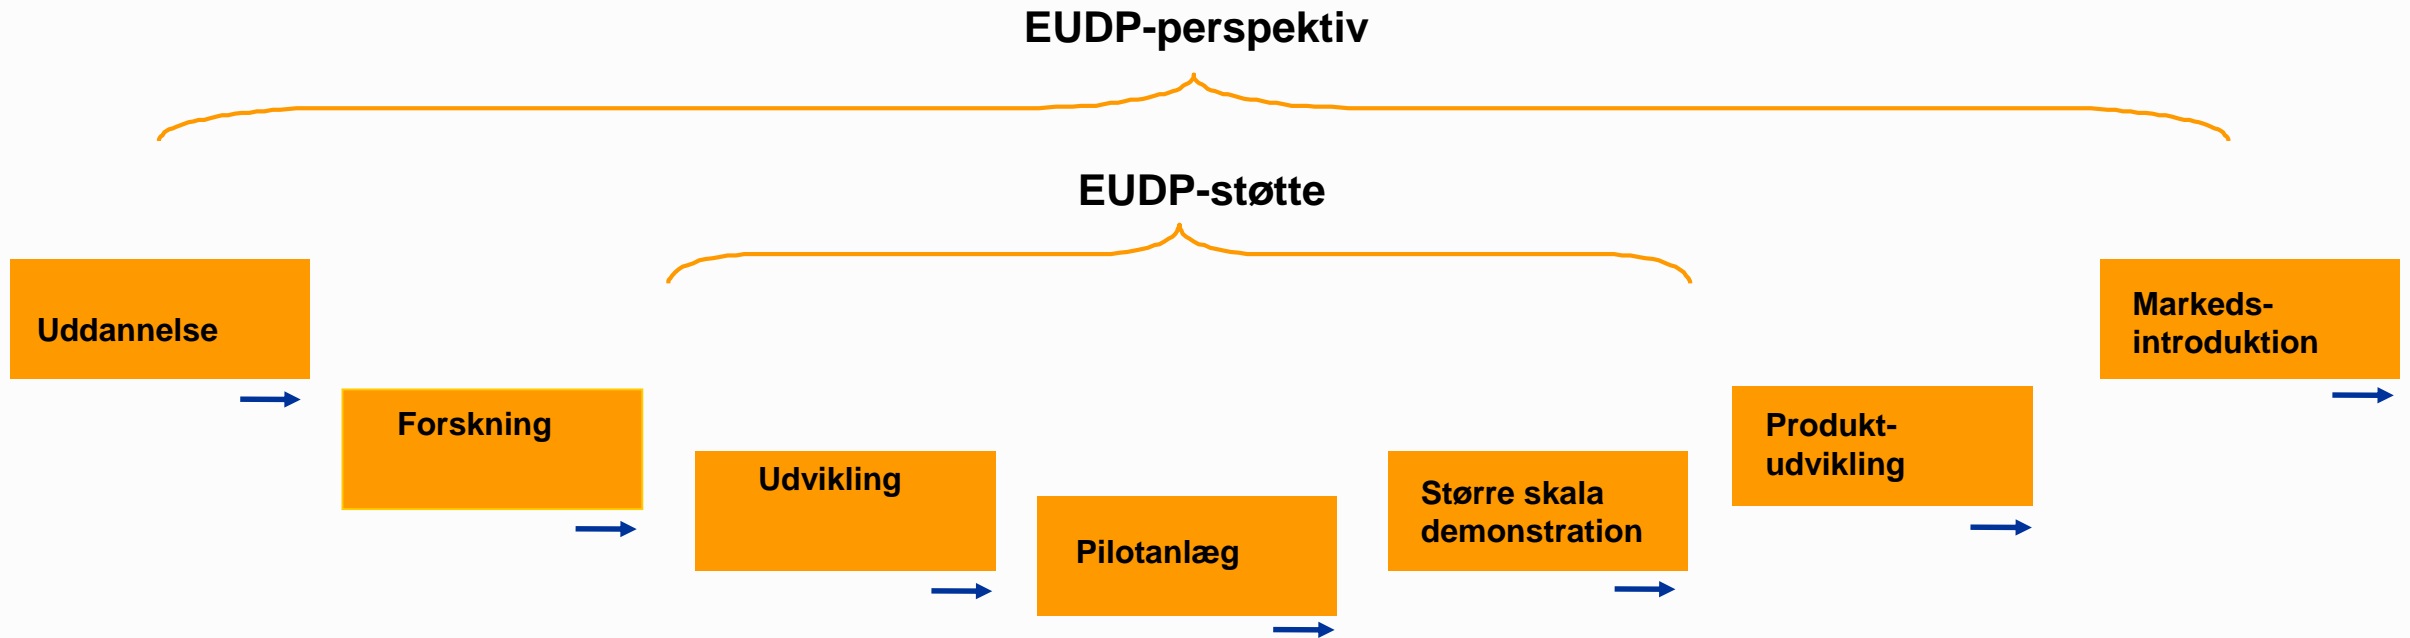 EUDP-perspektiv
EUDP-støtte
Uddannelse
Forskning
Udvikling
Pilotanlæg
Større skala
demonstration
Produkt-
udvikling
Markeds-
introduktion